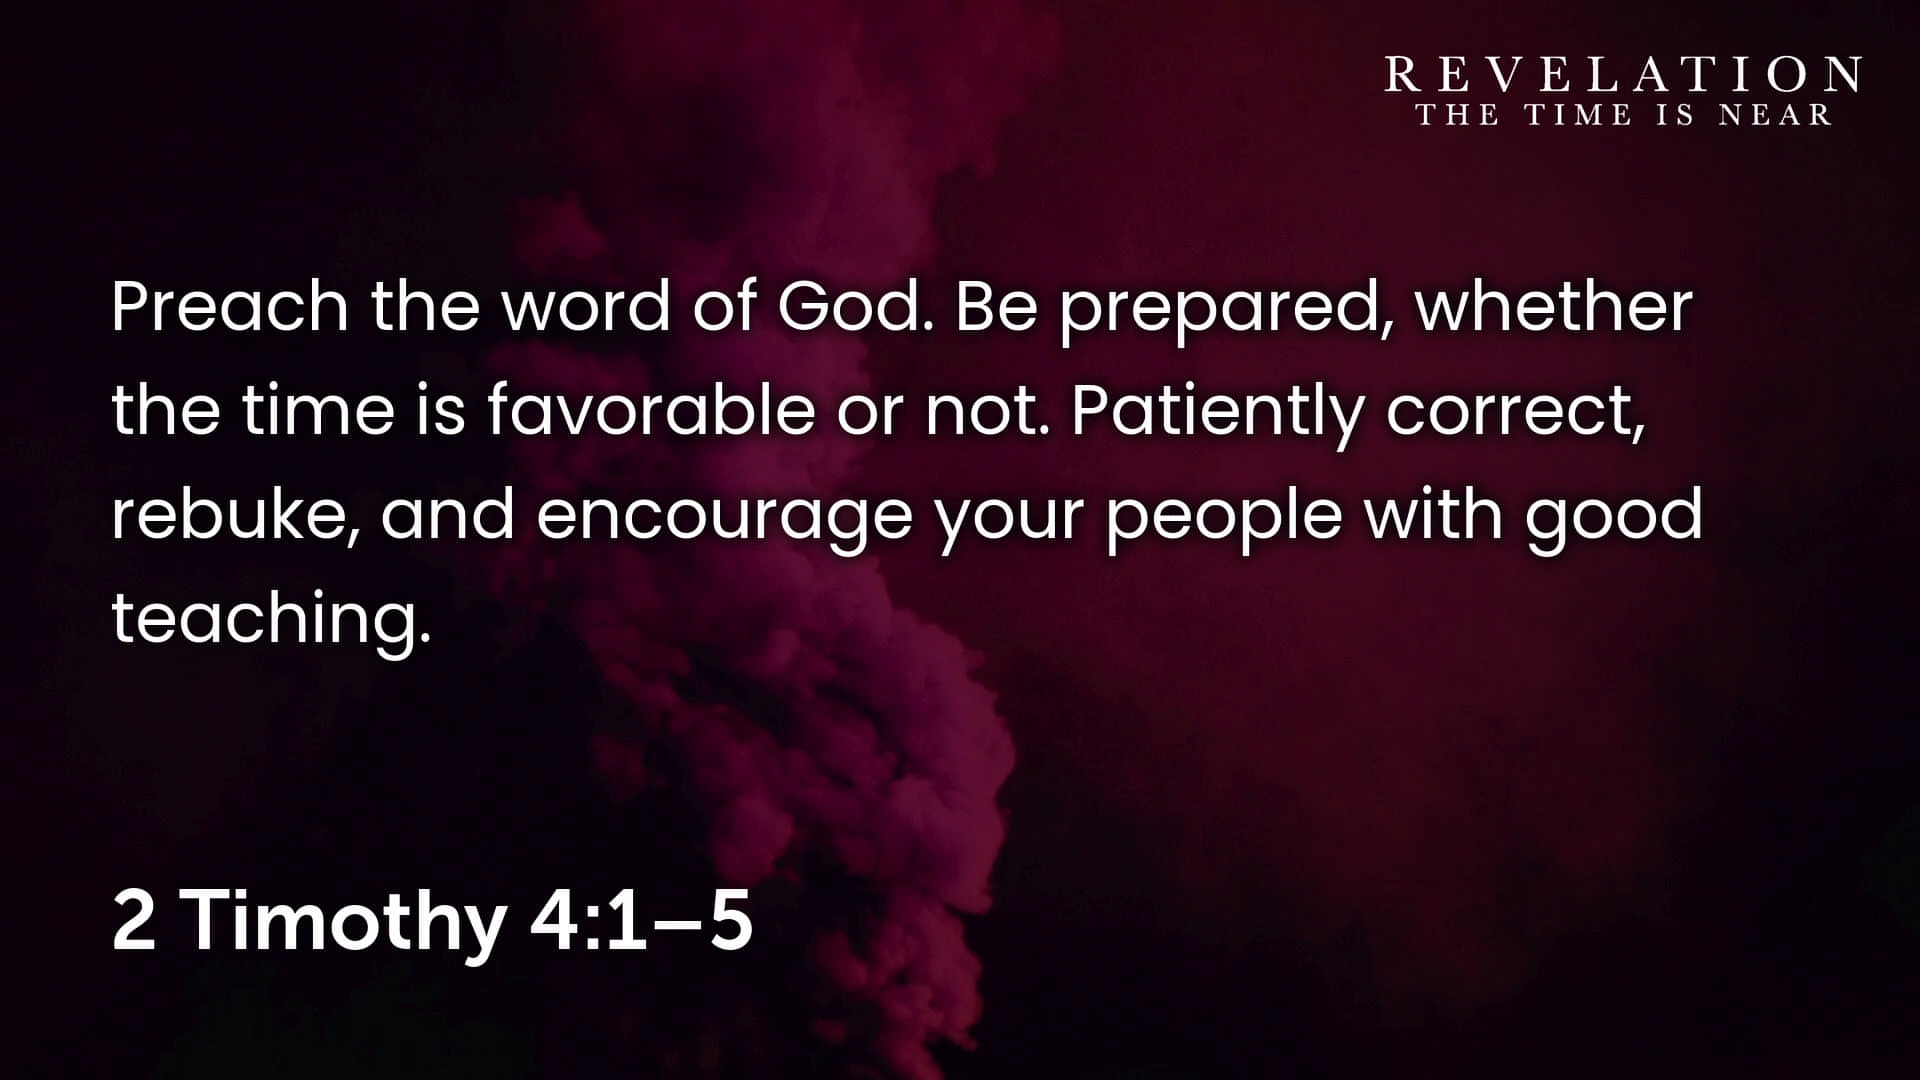 REVELATION
THE TIME IS NEAR
Preach the word of God. Be prepared, whether
the time is favorable or not. Patiently correct,
rebuke, and encourage your people with good
teaching.
2 Timothy 4:1–5